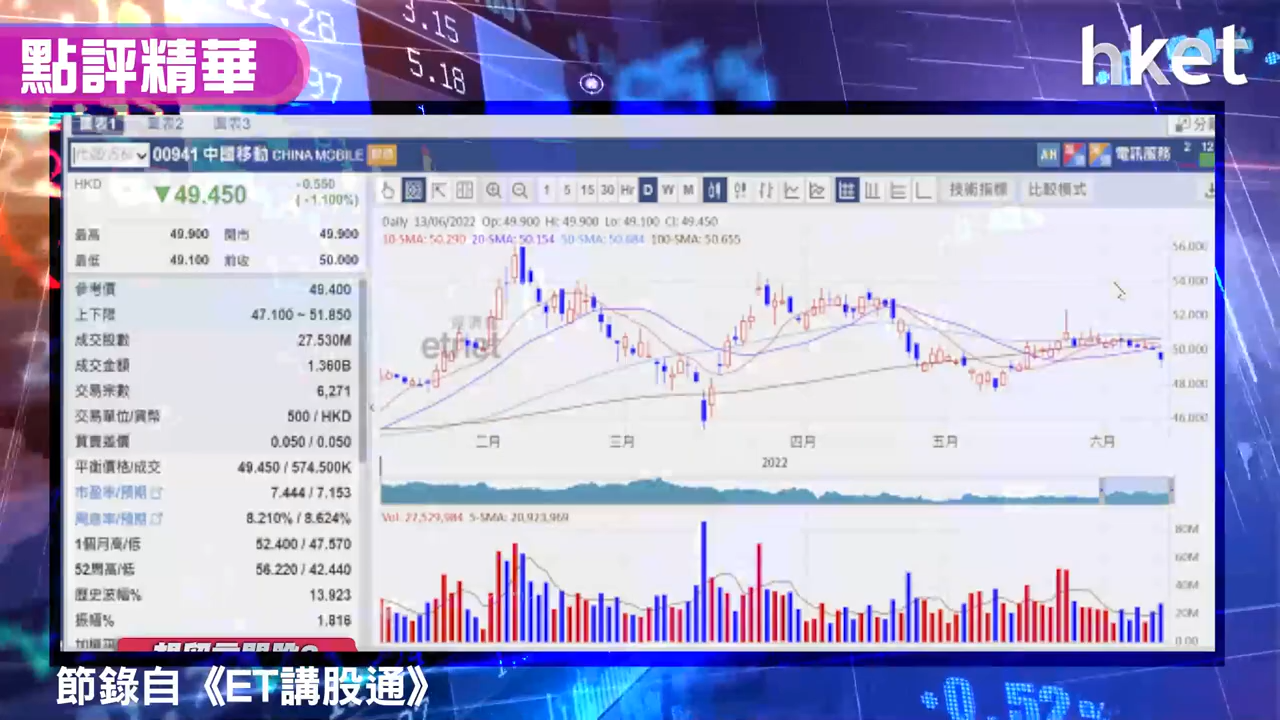 3.15
5.18
點評精華
hket
圖表1 圖表2 圖表3
00941 中國移動 CHINA MOBILE
電訊服務
HKD
▼49.450
-0.550
( -1.100%)
最高 49.900 開市 49.900
最低 49.100 前收 50.000
參考價 49.400
上下限 47.100 ~ 51.850
成交股數 27.530M
成交金額 1.360B
交易宗數 6,271
交易單位/貨幣 500 / HKD
買賣差價 0.050 / 0.050
平衡價格/成交 49.450 / 574.500K
市盈率/預期 7.444 / 7.153
周息率/預期 8.210% / 8.624%
1個月高/低 52.400 / 47.570
52周高/低 56.220 / 42.440
歷史波幅% 13.923
振幅% 1.816
1 5 15 30 Hr D W M 技術指標 比較模式
Daily 13/06/2022 Op: 49.900 Hi: 49.900 Lo: 49.100 Cl: 49.450
10-SMA: 50.290 20-SMA: 50.154 50-SMA: 50.684 100-SMA: 50.655
56.000
54.000
52.000
50.000
48.000
46.000
etnet
二月 三月 四月 五月 六月
2022
Vol: 27,529,984 5-SMA: 20,923,969
80M
60M
40M
20M
0.00
節錄自《ET講股通》
0.52%